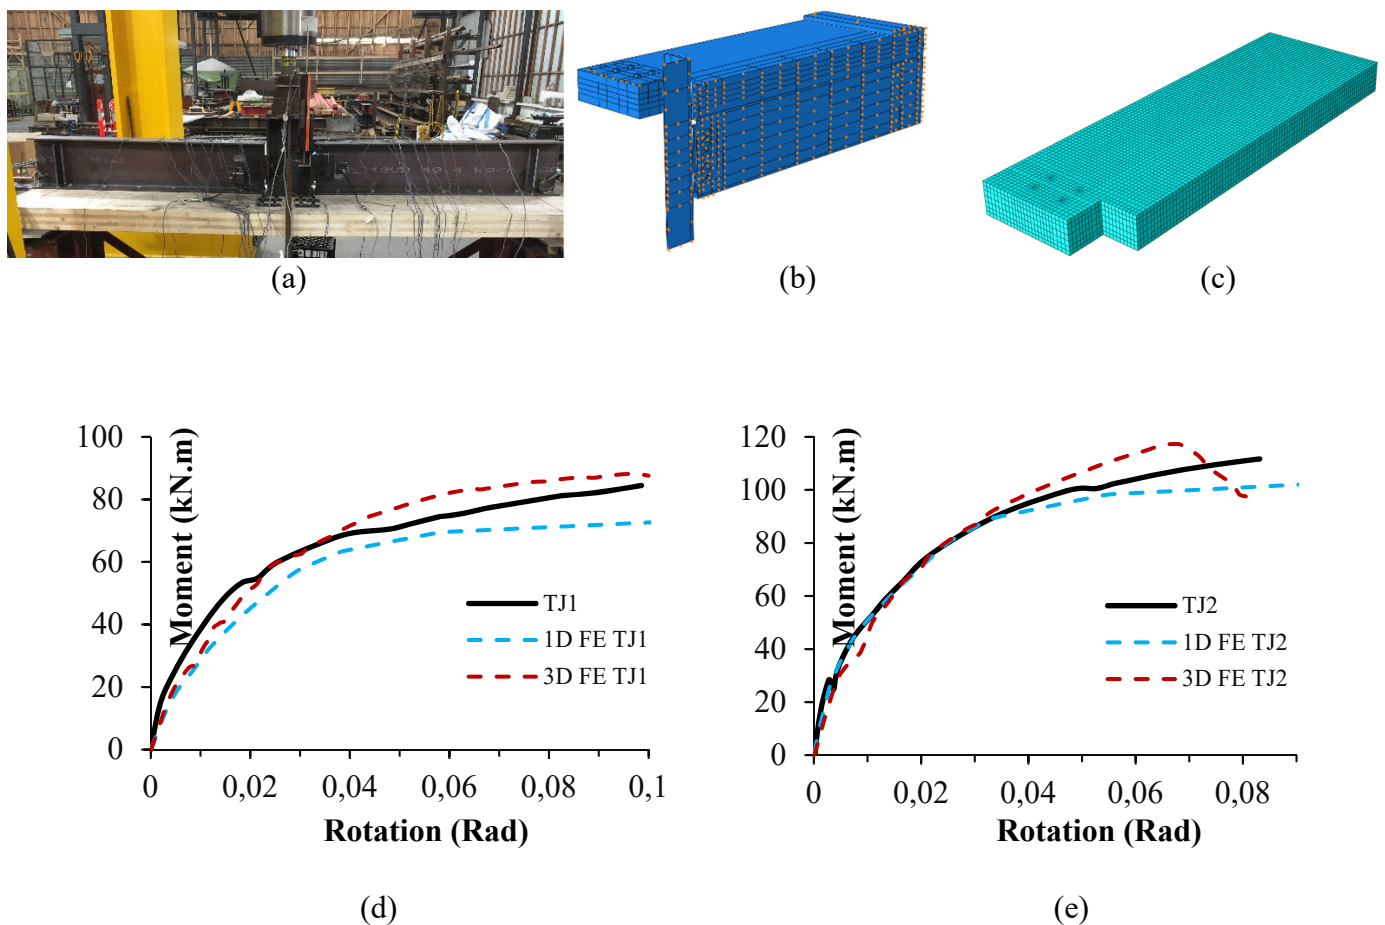 (a)
(b)
(c)
100
80
60
40
20
0
Moment (kN.m)
TJ1
1D FE TJ1
3D FE TJ1
0 0,02 0,04 0,06 0,08 0,1
Rotation (Rad)
(d)
120
100
80
60
40
20
0
Moment (kN.m)
TJ2
1D FE TJ2
3D FE TJ2
0 0,02 0,04 0,06 0,08
Rotation (Rad)
(e)